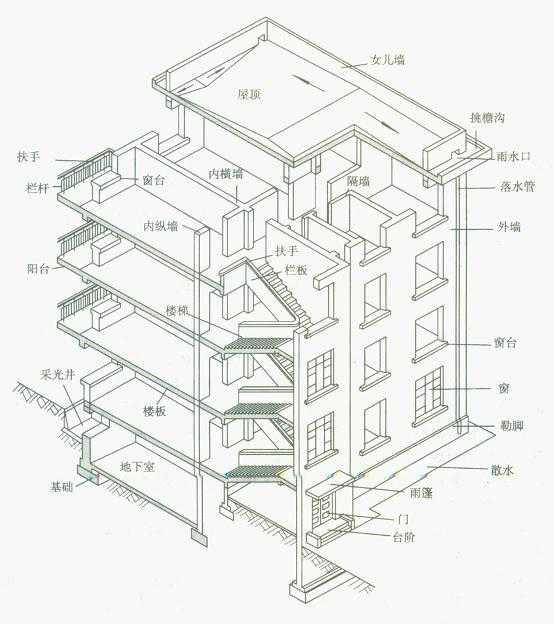 女儿墙
屋顶
挑檐沟
扶手
雨水口
窗台
内横墙
隔墙
栏杆
落水管
内纵墙
外墙
扶手
阳台
栏板
楼梯
窗台
采光井
窗
楼板
勒脚
地下室
散水
基础
雨篷
门
台阶